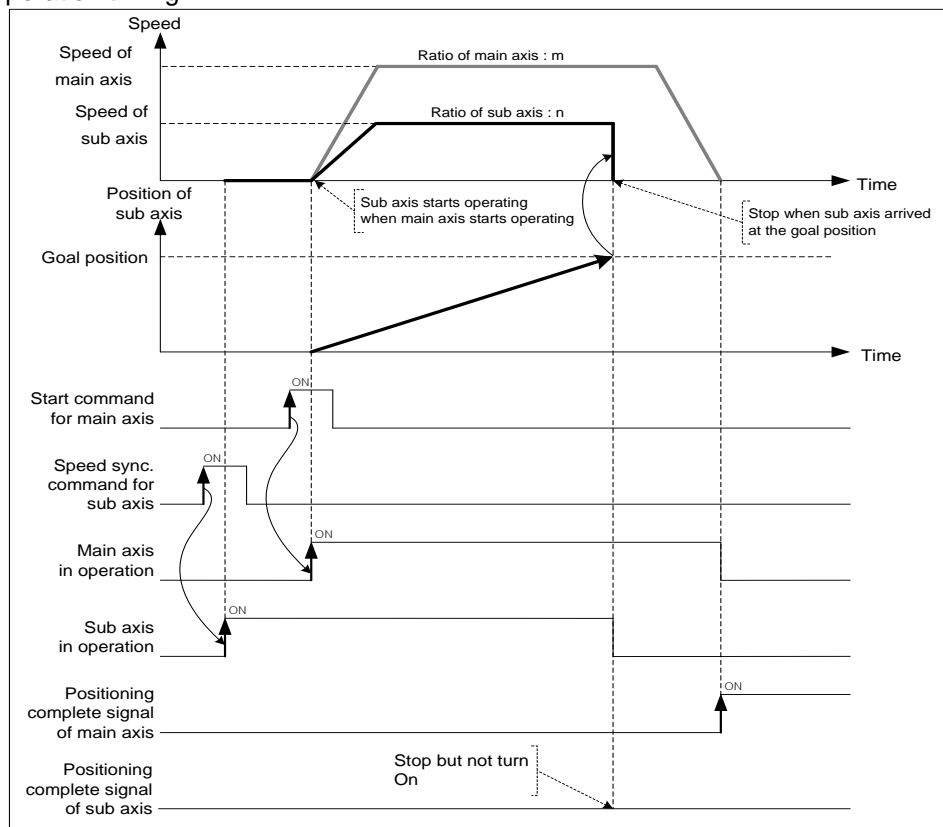 Speed
Speed of
main axis
Ratio of main axis : m
Speed of
sub axis
Ratio of sub axis : n
Time
Position of
sub axis
Sub axis starts operating
when main axis starts operating
Stop when sub axis arrived
at the goal position
Goal position
Time
ON
Start command
for main axis
ON
Speed sync.
command for
sub axis
ON
Main axis
in operation
ON
Sub axis
in operation
ON
Positioning
complete signal
of main axis
Stop but not turn
On
Positioning
complete signal
of sub axis